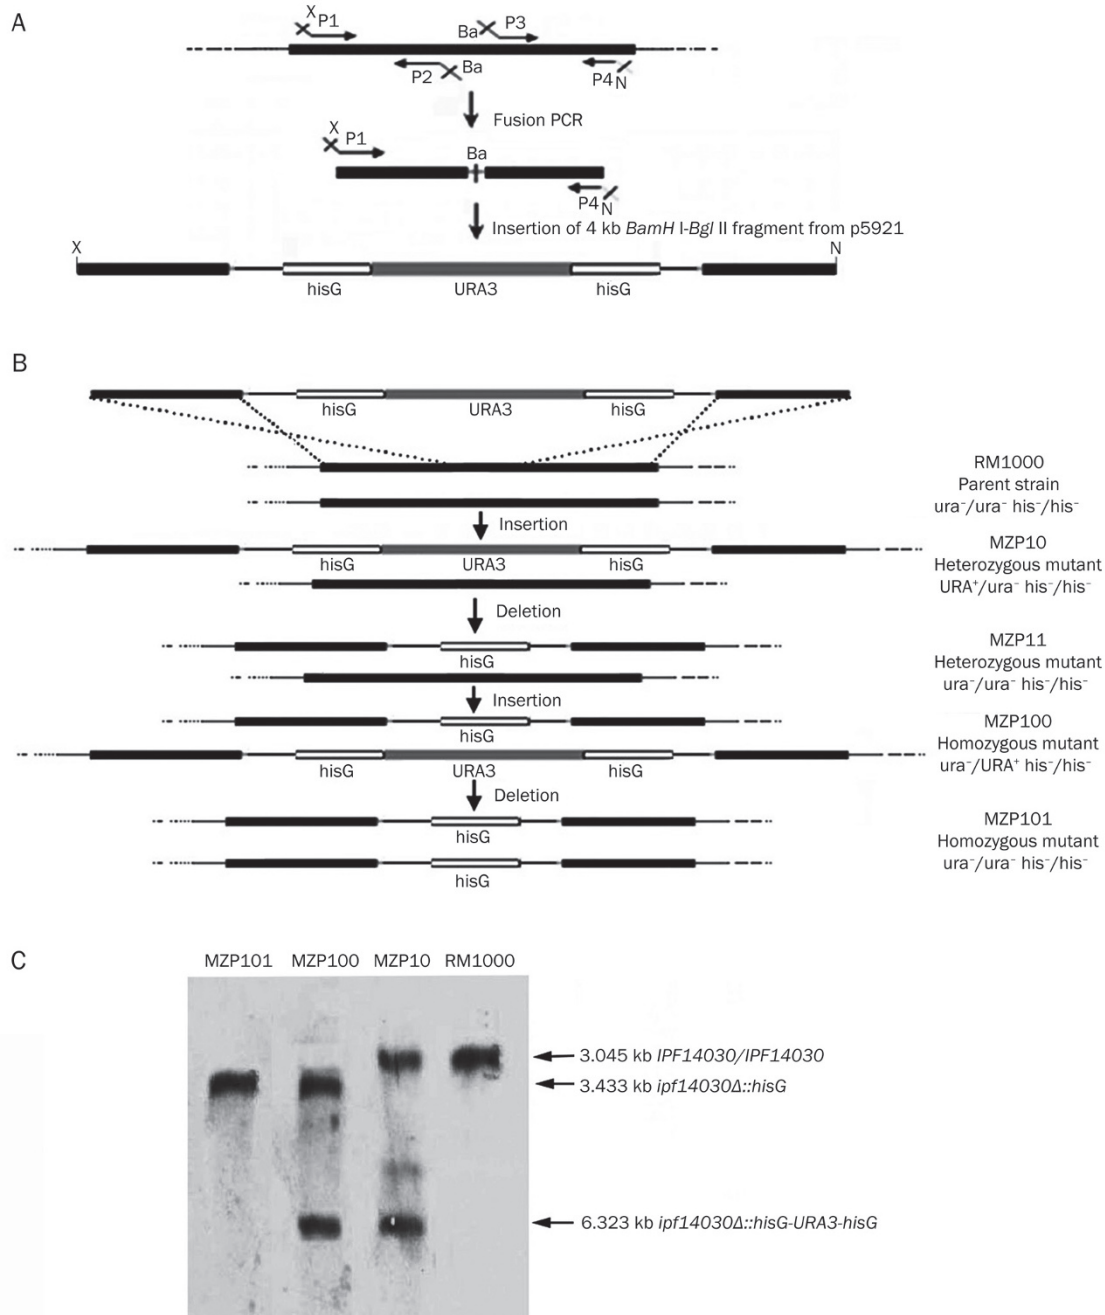 A
X
P1
Ba
P3
P2
Ba
P4
N
Fusion PCR
X
P1
Ba
P4
N
Insertion of 4 kb BamH I-Bgl II fragment from p5921
X
N
hisG
URA3
hisG
B
hisG
URA3
hisG
RM1000
Parent strain
ura⁻/ura⁻ his⁻/his⁻
Insertion
hisG
URA3
hisG
MZP10
Heterozygous mutant
URA⁺/ura⁻ his⁻/his⁻
Deletion
hisG
MZP11
Heterozygous mutant
ura⁻/ura⁻ his⁻/his⁻
Insertion
hisG
MZP100
Homozygous mutant
ura⁻/URA⁺ his⁻/his⁻
hisG
URA3
hisG
Deletion
hisG
MZP101
Homozygous mutant
ura⁻/ura⁻ his⁻/his⁻
hisG
C
MZP101 MZP100 MZP10 RM1000
3.045 kb IPF14030/IPF14030
3.433 kb ipf14030Δ::hisG
6.323 kb ipf14030Δ::hisG-URA3-hisG